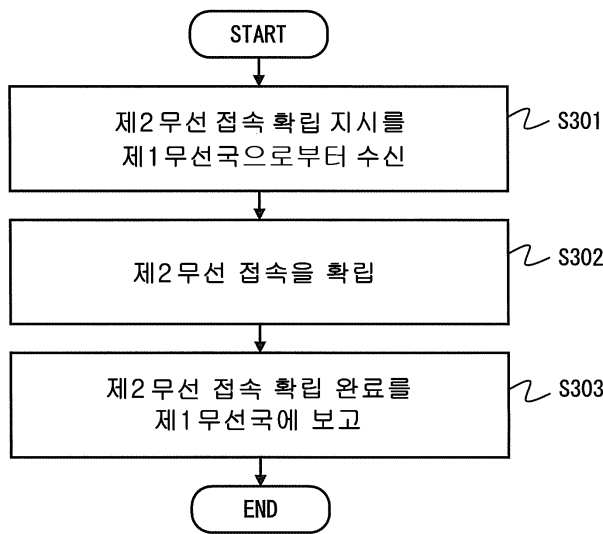 START
제2무선 접속 확립 지시를
제1무선국으로부터 수신
S301
제2무선 접속을 확립
S302
제2무선 접속 확립 완료를
제1무선국에 보고
S303
END